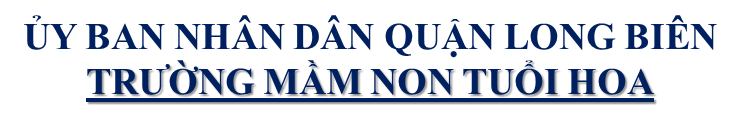 ỦY BAN NHÂN DÂN QUẬN LONG BIÊN
TRƯỜNG MẦM NON TUỔI HOA